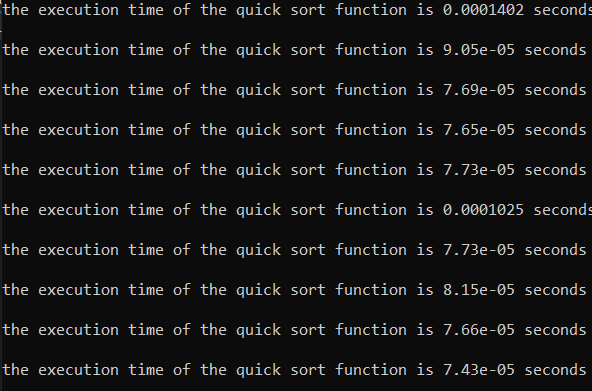 the execution time of the quick sort function is 0.0001402 seconds
the execution time of the quick sort function is 9.05e-05 seconds
the execution time of the quick sort function is 7.69e-05 seconds
the execution time of the quick sort function is 7.65e-05 seconds
the execution time of the quick sort function is 7.73e-05 seconds
the execution time of the quick sort function is 0.0001025 seconds
the execution time of the quick sort function is 7.73e-05 seconds
the execution time of the quick sort function is 8.15e-05 seconds
the execution time of the quick sort function is 7.66e-05 seconds
the execution time of the quick sort function is 7.43e-05 seconds